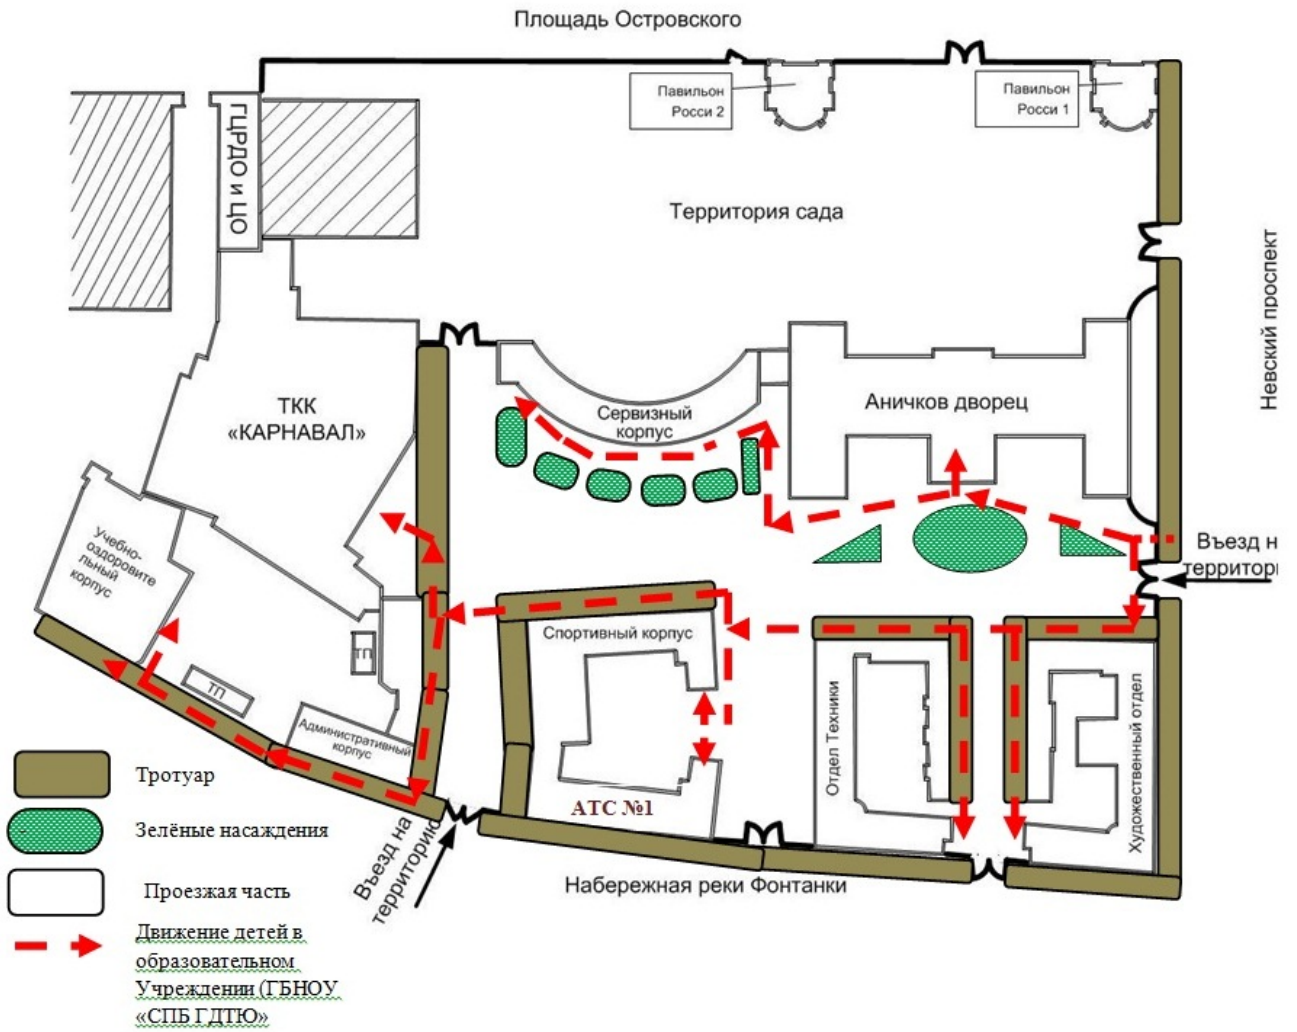 Площадь Островского
Павильон
Росси 2
Павильон
Росси 1
ГЦРДО и ЦО
Территория сада
Невский проспект
ТКК
«КАРНАВАЛ»
Сервизный
корпус
Аничков дворец
Учебно-
оздоровите
льный
корпус
Въезд н
территори
Спортивный корпус
ТП
ТП
Административный
корпус
Отдел Техники
Художественный отдел
АТС №1
Въезд на
территорию
Набережная реки Фонтанки
Тротуар
Зелёные насаждения
Проезжая часть
Движение детей в
образовательном
Учреждении (ГБНОУ
«СПБ ГДТЮ»